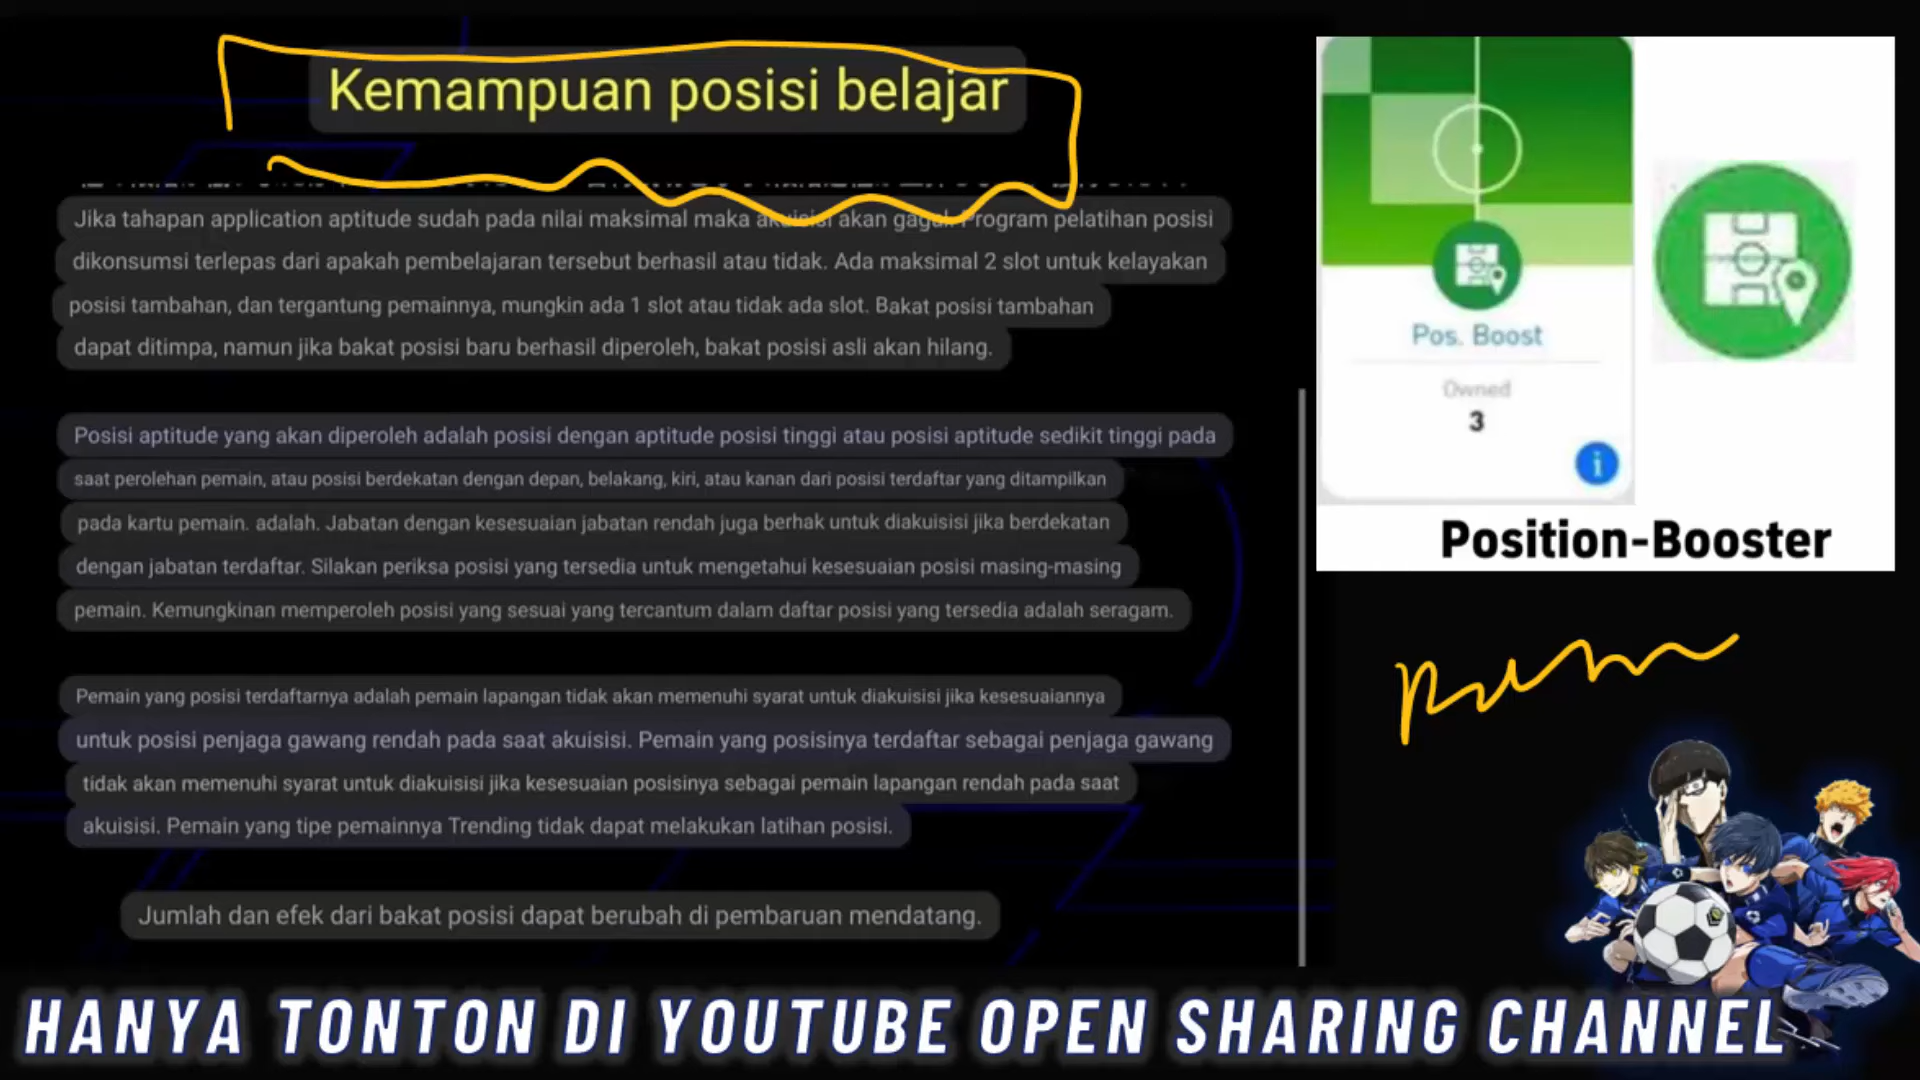 Kemampuan posisi belajar
Jika tahapan application aptitude sudah pada nilai maksimal maka akuisisi akan gagal. Program pelatihan posisi
dikonsumsi terlepas dari apakah pembelajaran tersebut berhasil atau tidak. Ada maksimal 2 slot untuk kelayakan
posisi tambahan, dan tergantung pemainnya, mungkin ada 1 slot atau tidak ada slot. Bakat posisi tambahan
dapat ditimpa, namun jika bakat posisi baru berhasil diperoleh, bakat posisi asli akan hilang.
Posisi aptitude yang akan diperoleh adalah posisi dengan aptitude posisi tinggi atau posisi aptitude sedikit tinggi pada
saat perolehan pemain, atau posisi berdekatan dengan depan, belakang, kiri, atau kanan dari posisi terdaftar yang ditampilkan
pada kartu pemain. adalah. Jabatan dengan kesesuaian jabatan rendah juga berhak untuk diakuisisi jika berdekatan
dengan jabatan terdaftar. Silakan periksa posisi yang tersedia untuk mengetahui kesesuaian posisi masing-masing
pemain. Kemungkinan memperoleh posisi yang sesuai yang tercantum dalam daftar posisi yang tersedia adalah seragam.
Pemain yang posisi terdaftarnya adalah pemain lapangan tidak akan memenuhi syarat untuk diakuisisi jika kesesuaiannya
untuk posisi penjaga gawang rendah pada saat akuisisi. Pemain yang posisinya terdaftar sebagai penjaga gawang
tidak akan memenuhi syarat untuk diakuisisi jika kesesuaian posisinya sebagai pemain lapangan rendah pada saat
akuisisi. Pemain yang tipe pemainnya Trending tidak dapat melakukan latihan posisi.
Jumlah dan efek dari bakat posisi dapat berubah di pembaruan mendatang.
Pos. Boost
Owned
3
i
Position-Booster
HANYA TONTON DI YOUTUBE OPEN SHARING CHANNEL